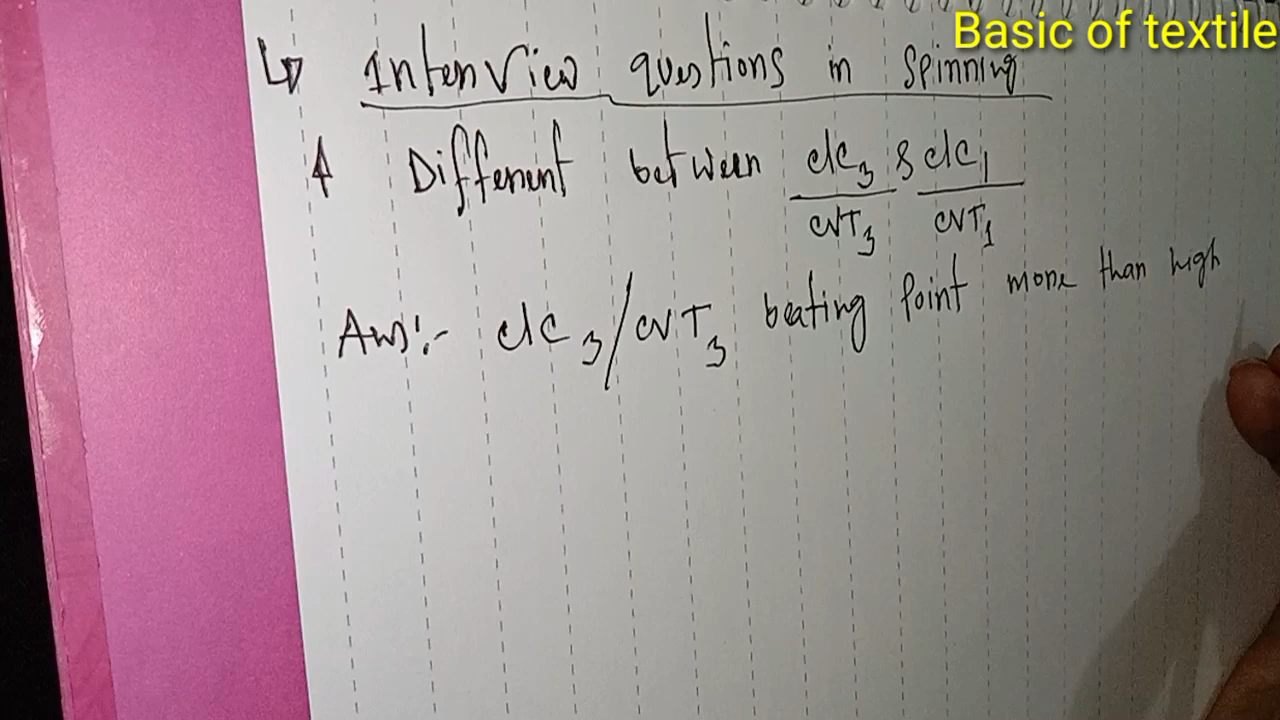 Basic of textile
Interview questions in Spinning
Different between clc3 & clc1
CVT3 CVT1
Ans:- clc3/CVT3 beating Point more than high